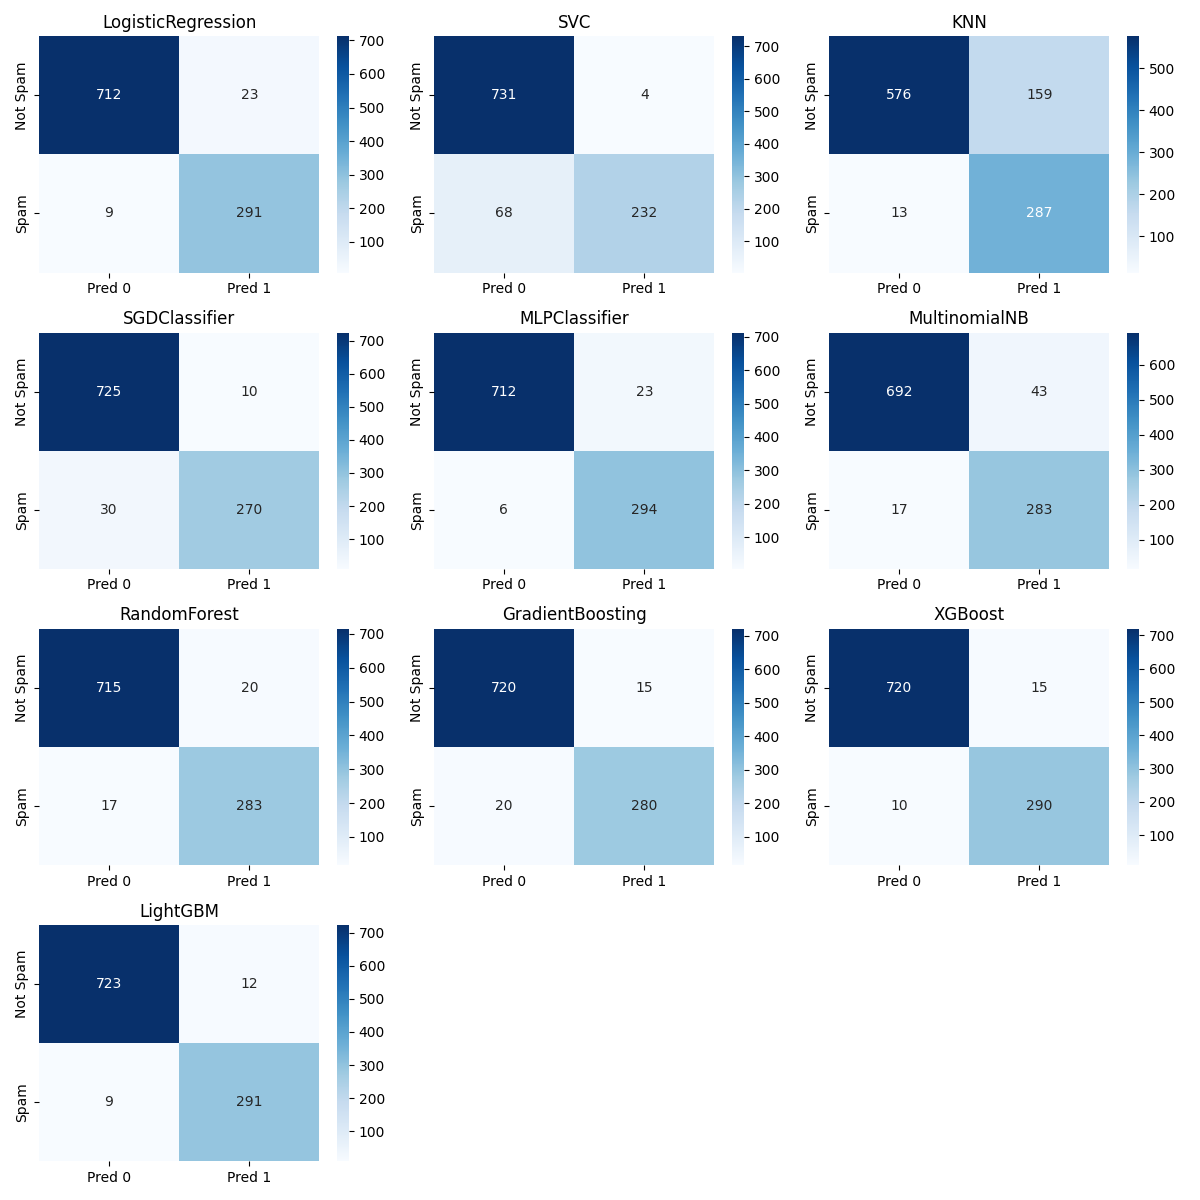 LogisticRegression
Not Spam
712
23
Spam
9
291
Pred 0
Pred 1
700
600
500
400
300
200
100
SVC
Not Spam
731
4
Spam
68
232
Pred 0
Pred 1
700
600
500
400
300
200
100
KNN
Not Spam
576
159
Spam
13
287
Pred 0
Pred 1
500
400
300
200
100
SGDClassifier
Not Spam
725
10
Spam
30
270
Pred 0
Pred 1
700
600
500
400
300
200
100
MLPClassifier
Not Spam
712
23
Spam
6
294
Pred 0
Pred 1
700
600
500
400
300
200
100
MultinomialNB
Not Spam
692
43
Spam
17
283
Pred 0
Pred 1
600
500
400
300
200
100
RandomForest
Not Spam
715
20
Spam
17
283
Pred 0
Pred 1
700
600
500
400
300
200
100
GradientBoosting
Not Spam
720
15
Spam
20
280
Pred 0
Pred 1
700
600
500
400
300
200
100
XGBoost
Not Spam
720
15
Spam
10
290
Pred 0
Pred 1
700
600
500
400
300
200
100
LightGBM
Not Spam
723
12
Spam
9
291
Pred 0
Pred 1
700
600
500
400
300
200
100